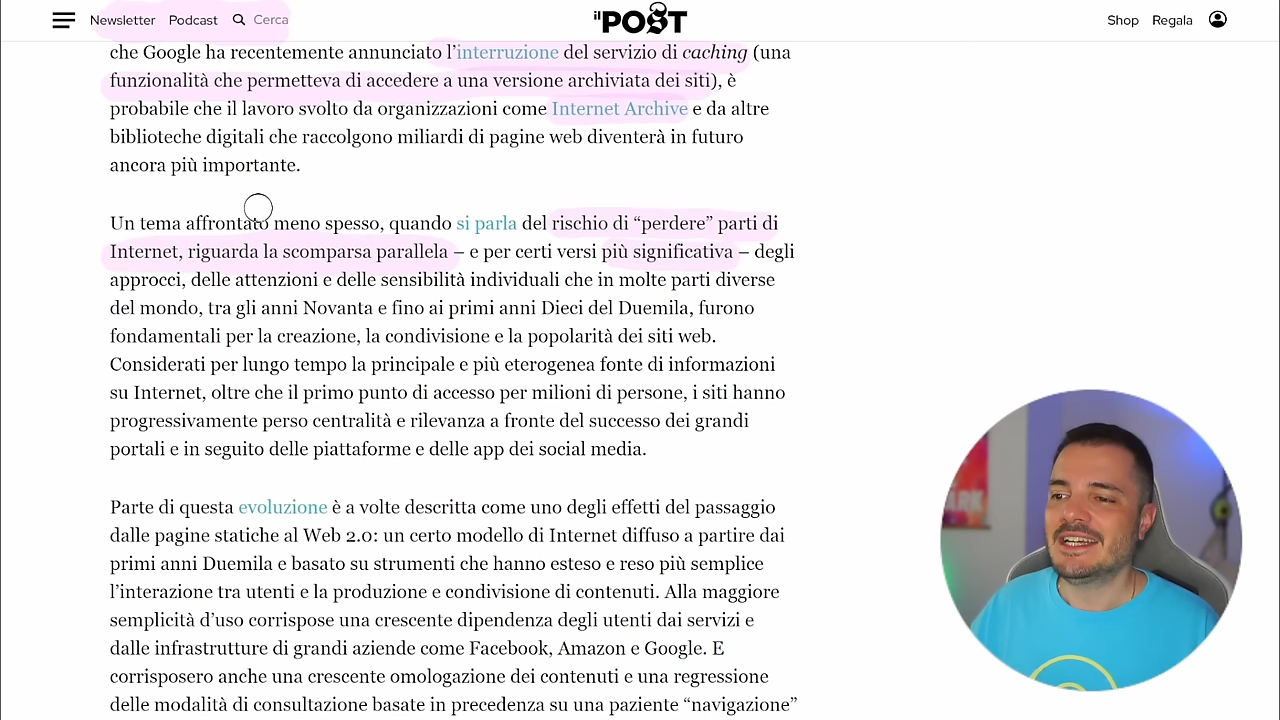 Newsletter Podcast Cerca
il POST
Shop Regala
che Google ha recentemente annunciato l’interruzione del servizio di caching (una
funzionalità che permetteva di accedere a una versione archiviata dei siti), è
probabile che il lavoro svolto da organizzazioni come Internet Archive e da altre
biblioteche digitali che raccolgono miliardi di pagine web diventerà in futuro
ancora più importante.
Un tema affrontato meno spesso, quando si parla del rischio di “perdere” parti di
Internet, riguarda la scomparsa parallela – e per certi versi più significativa – degli
approcci, delle attenzioni e delle sensibilità individuali che in molte parti diverse
del mondo, tra gli anni Novanta e fino ai primi anni Dieci del Duemila, furono
fondamentali per la creazione, la condivisione e la popolarità dei siti web.
Considerati per lungo tempo la principale e più eterogenea fonte di informazioni
su Internet, oltre che il primo punto di accesso per milioni di persone, i siti hanno
progressivamente perso centralità e rilevanza a fronte del successo dei grandi
portali e in seguito delle piattaforme e delle app dei social media.
Parte di questa evoluzione è a volte descritta come uno degli effetti del passaggio
dalle pagine statiche al Web 2.0: un certo modello di Internet diffuso a partire dai
primi anni Duemila e basato su strumenti che hanno esteso e reso più semplice
l’interazione tra utenti e la produzione e condivisione di contenuti. Alla maggiore
semplicità d’uso corrispose una crescente dipendenza degli utenti dai servizi e
dalle infrastrutture di grandi aziende come Facebook, Amazon e Google. E
corrisposero anche una crescente omologazione dei contenuti e una regressione
delle modalità di consultazione basate in precedenza su una paziente “navigazione”